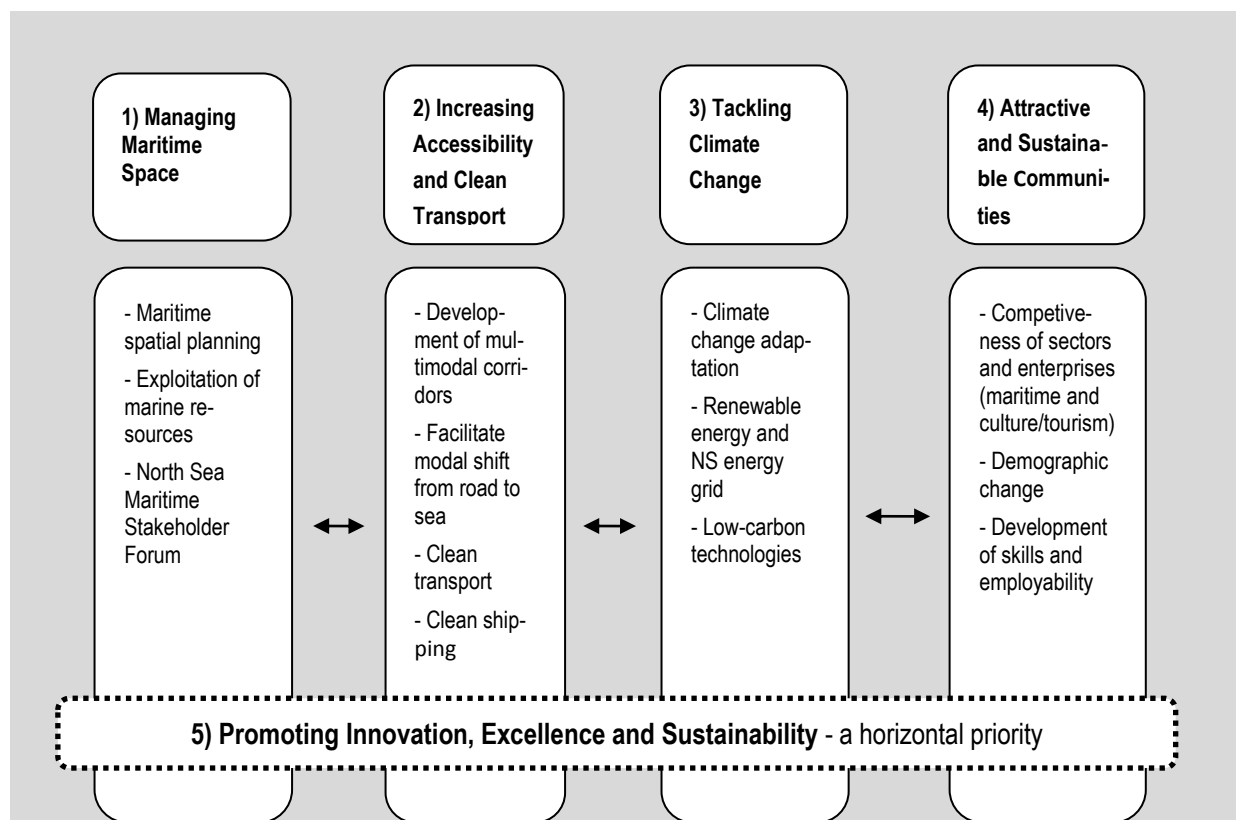 1) Managing
Maritime
Space
2) Increasing
Accessibility
and Clean
Transport
3) Tackling
Climate
Change
4) Attractive
and Sustaina-
ble Communi-
ties
- Maritime
spatial planning
- Exploitation of
marine re-
sources
- North Sea
Maritime
Stakeholder
Forum
- Develop-
ment of mul-
timodal corri-
dors
- Facilitate
modal shift
from road to
sea
- Clean
transport
- Clean ship-
ping
- Climate
change adap-
tation
- Renewable
energy and
NS energy
grid
- Low-carbon
technologies
- Competive-
ness of sectors
and enterprises
(maritime and
culture/tourism)
- Demographic
change
- Development
of skills and
employability
5) Promoting Innovation, Excellence and Sustainability - a horizontal priority